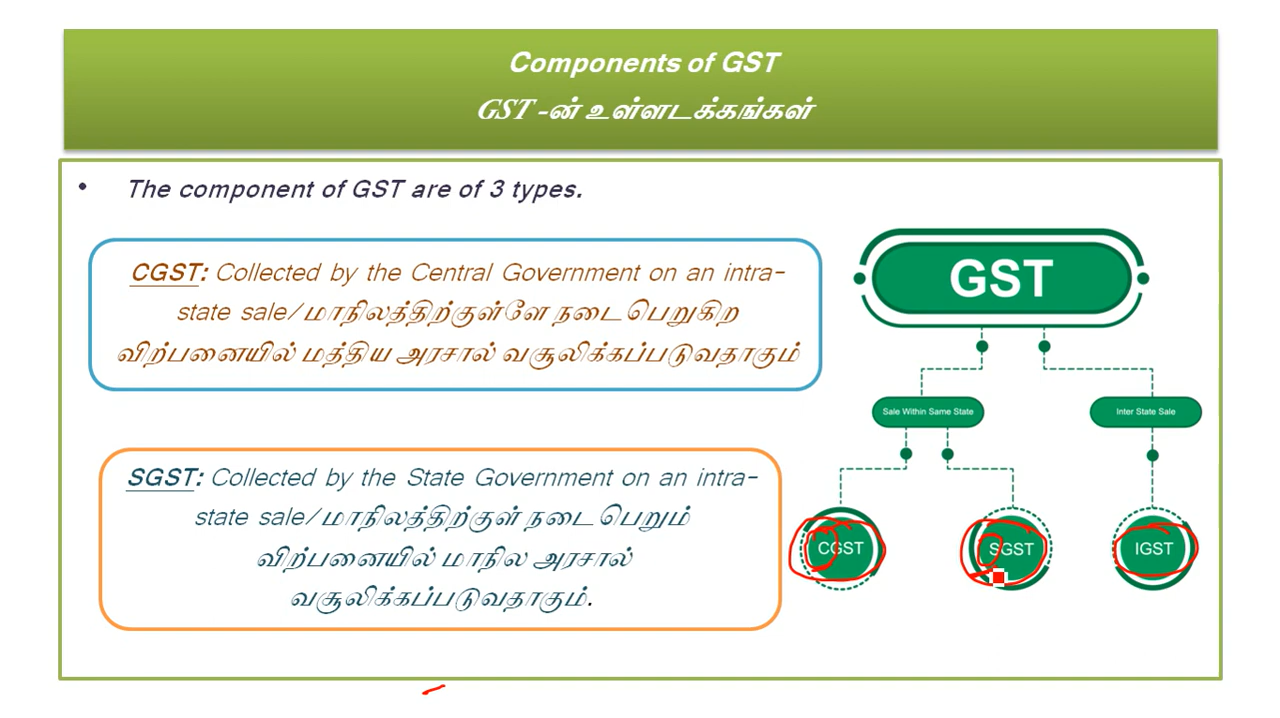 Components of GST
GST -ன் உள்ளடக்கங்கள்
• The component of GST are of 3 types.
CGST: Collected by the Central Government on an intra-
state sale/மாநிலத்திற்குள்ளே நடைபெறுகிற
விற்பனையில் மத்திய அரசால் வசூலிக்கப்படுவதாகும்
SGST: Collected by the State Government on an intra-
state sale/மாநிலத்திற்குள் நடைபெறும்
விற்பனையில் மாநில அரசால்
வசூலிக்கப்படுவதாகும்.
GST
Sale Within Same State
Inter State Sale
CGST
SGST
IGST